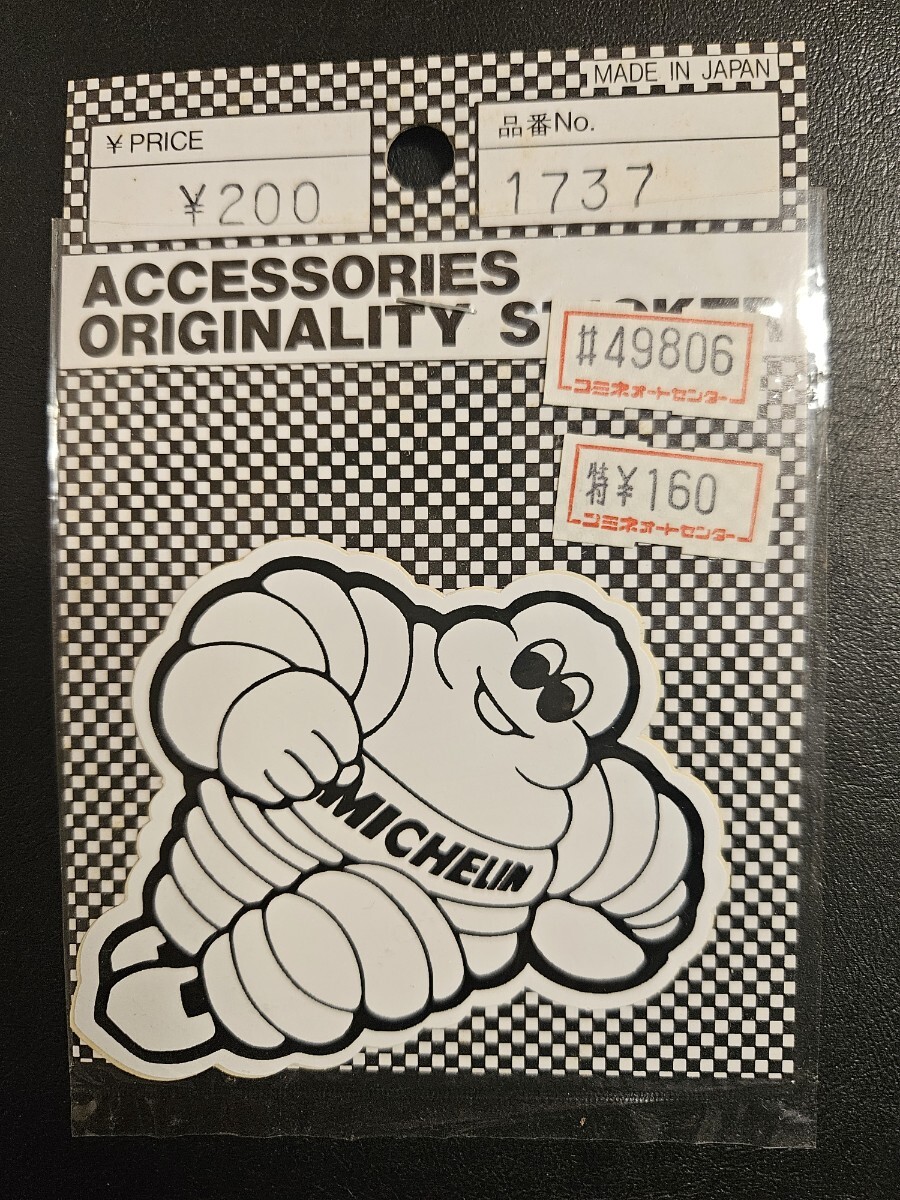 MADE IN JAPAN
¥ PRICE
¥200
品番No.
1737
ACCESSORIES
ORIGINALITY
#49806
コミネオートセンター
特価 ¥160
コミネオートセンター
MICHELIN